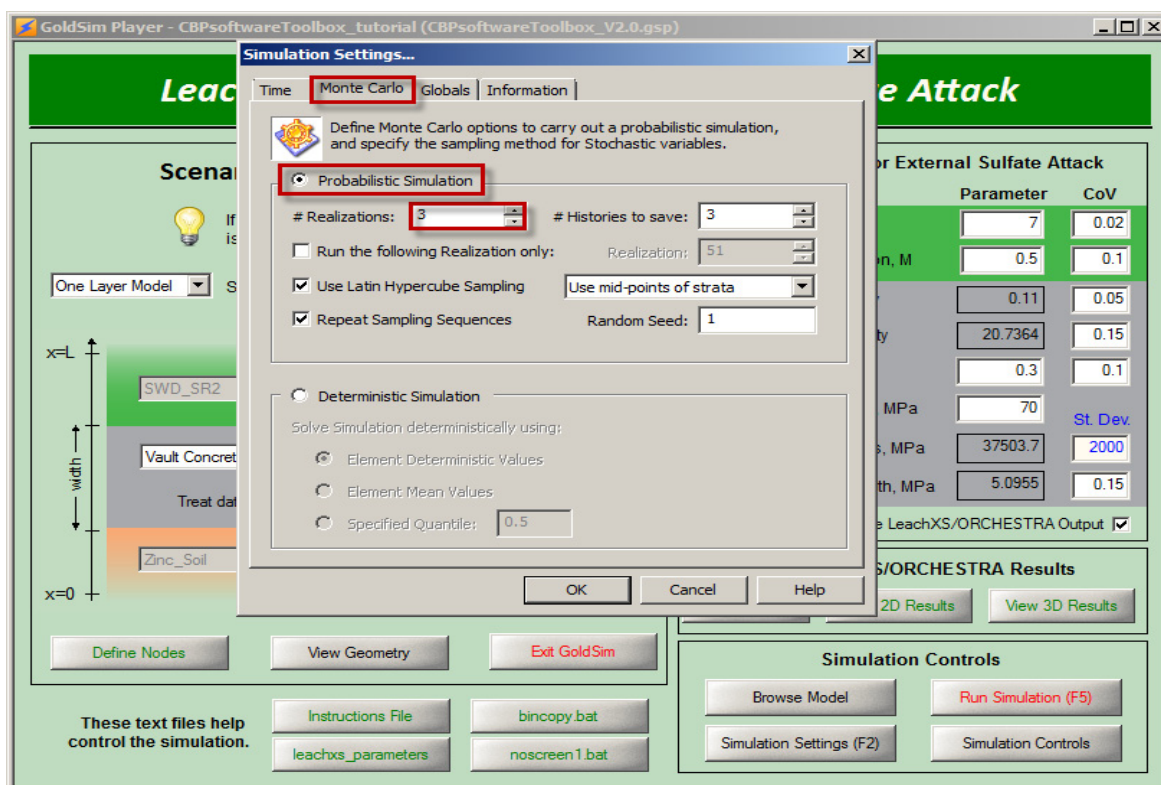 GoldSim Player - CBPsoftwareToolbox_tutorial (CBPsoftwareToolbox_V2.0.gsp)
Simulation Settings...
Leac
e Attack
Time Monte Carlo Globals Information
Define Monte Carlo options to carry out a probabilistic simulation,
and specify the sampling method for Stochastic variables.
Probabilistic Simulation
# Realizations: 3 # Histories to save: 3
Run the following Realization only: Realization: 51
Use Latin Hypercube Sampling Use mid-points of strata
Repeat Sampling Sequences Random Seed: 1
Deterministic Simulation
Solve Simulation deterministically using:
Element Deterministic Values
Element Mean Values
Specified Quantile: 0.5
OK Cancel Help
Scena
If
is
One Layer Model S
x=L
SWD_SR2
width
Vault Concret
Treat dat
Zinc_Soil
x=0
Define Nodes View Geometry Exit GoldSim
or External Sulfate Attack
Parameter CoV
7 0.02
on, M 0.5 0.1
0.11 0.05
ty 20.7364 0.15
0.3 0.1
MPa 70
St. Dev.
s, MPa 37503.7 2000
th, MPa 5.0955 0.15
e LeachXS/ORCHESTRA Output
S/ORCHESTRA Results
2D Results View 3D Results
Simulation Controls
Browse Model Run Simulation (F5)
Simulation Settings (F2) Simulation Controls
These text files help
control the simulation.
Instructions File bincopy.bat
leachxs_parameters noscreen1.bat